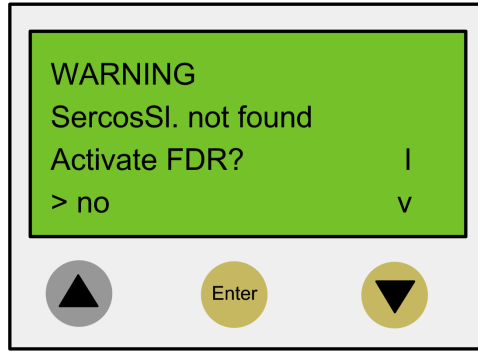 WARNING
SercosSl. not found
Activate FDR? I
> no v
Enter